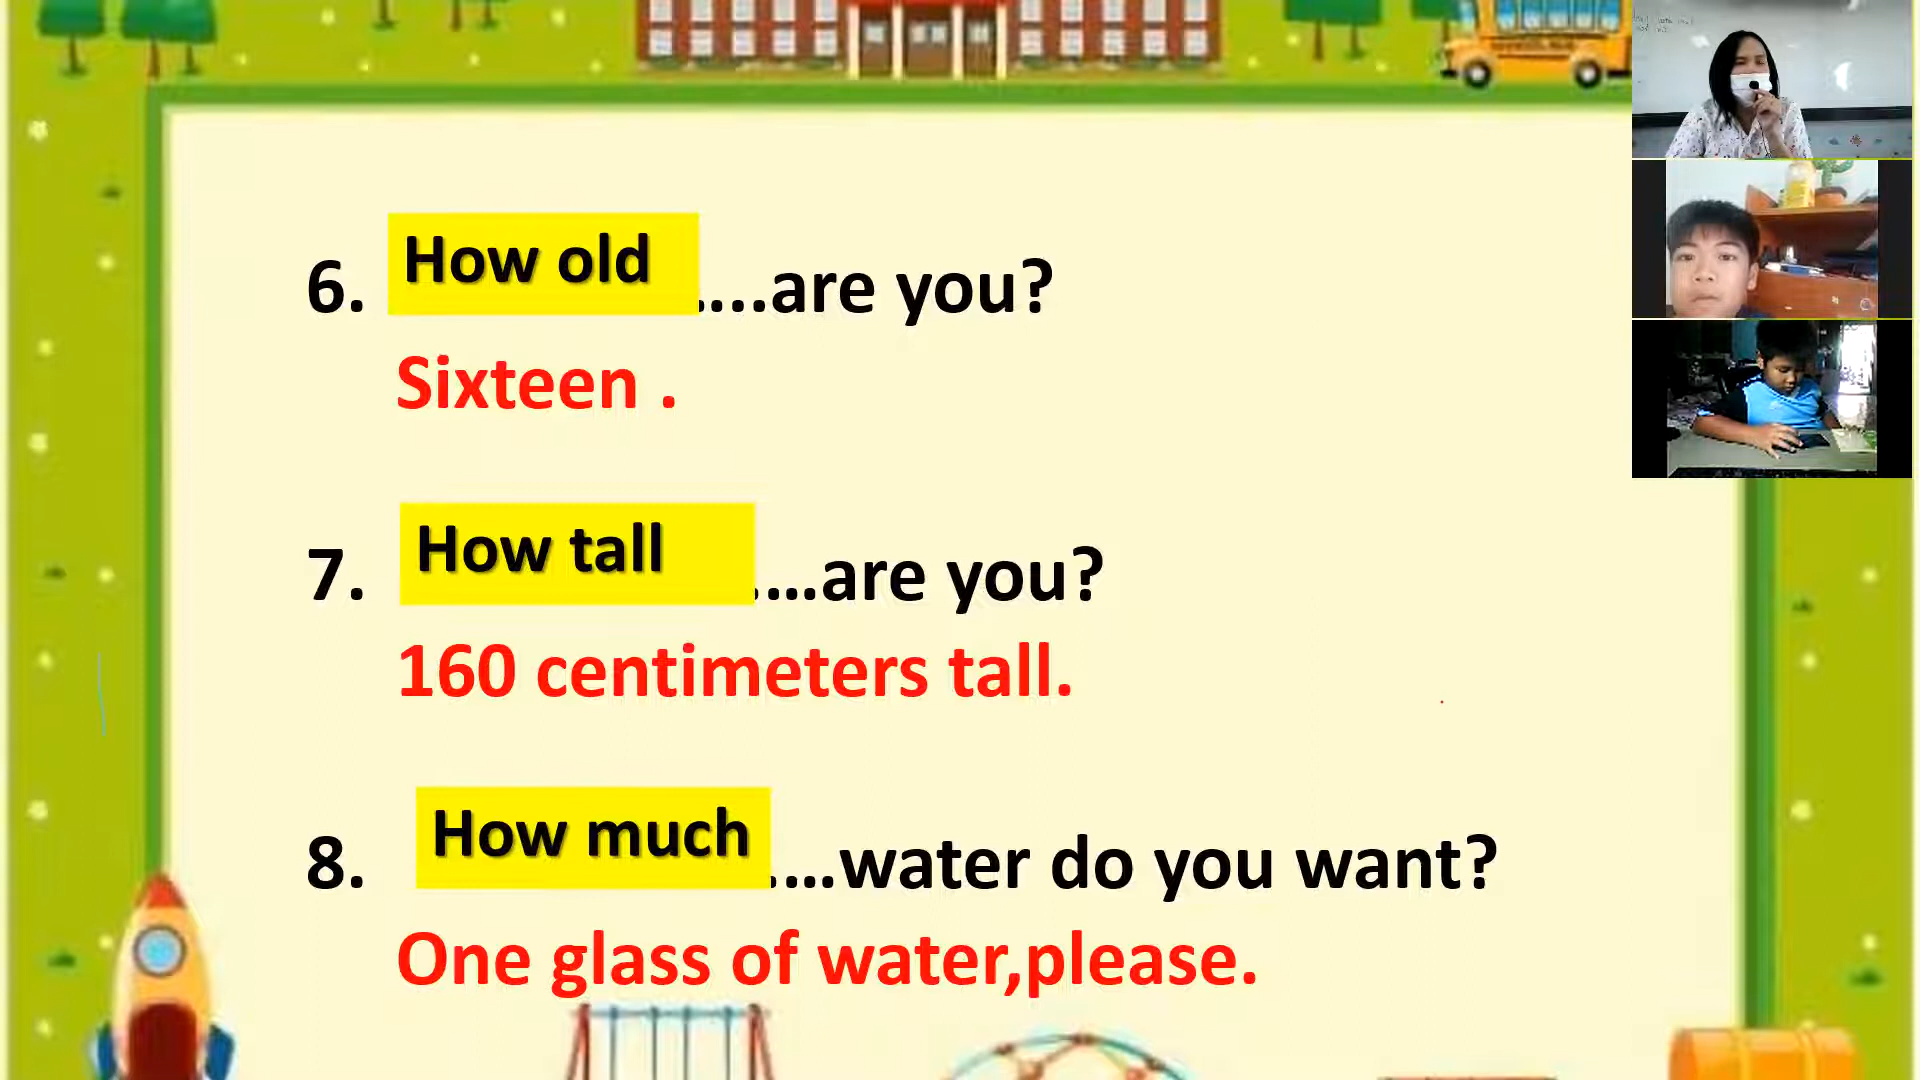 6. How old ....are you?
Sixteen .
7. How tall ....are you?
160 centimeters tall.
8. How much ....water do you want?
One glass of water,please.